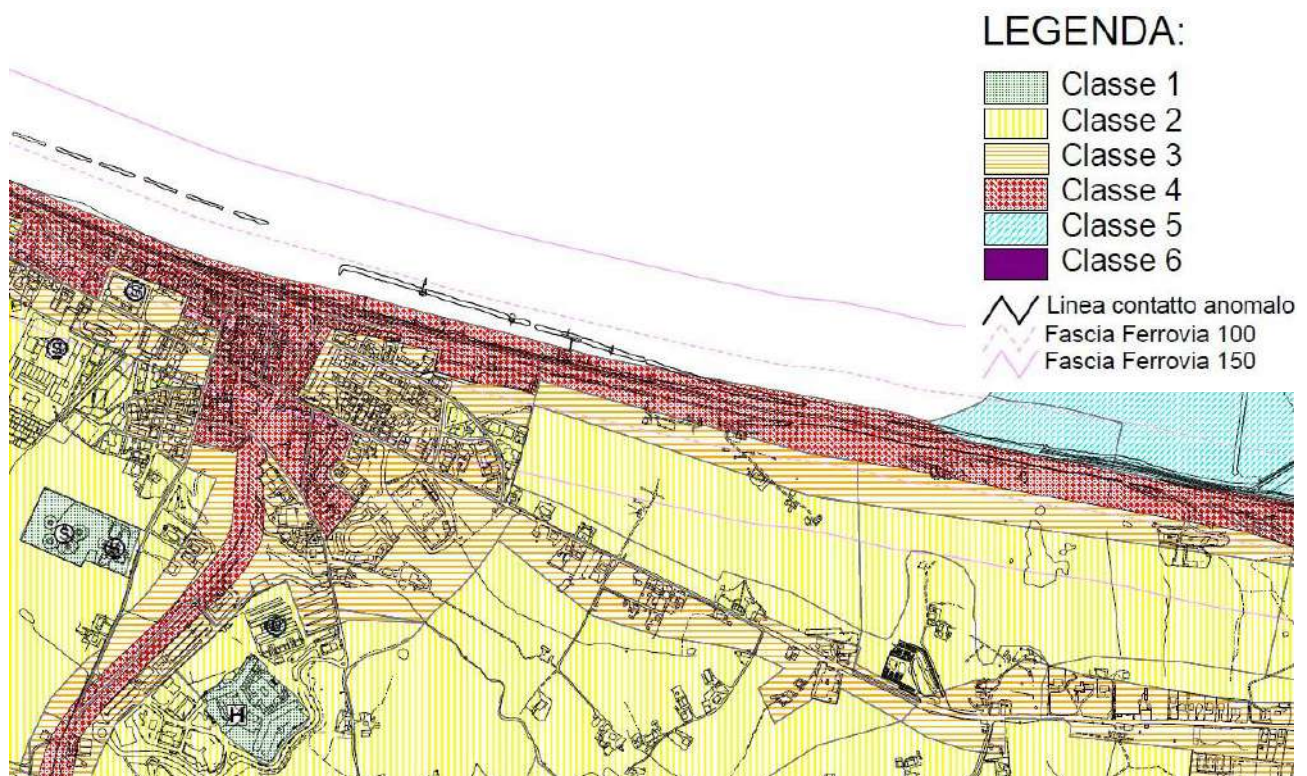 LEGENDA:
Classe 1
Classe 2
Classe 3
Classe 4
Classe 5
Classe 6
Linea contatto anomalo
Fascia Ferrovia 100
Fascia Ferrovia 150
S
S
S
S
S
H